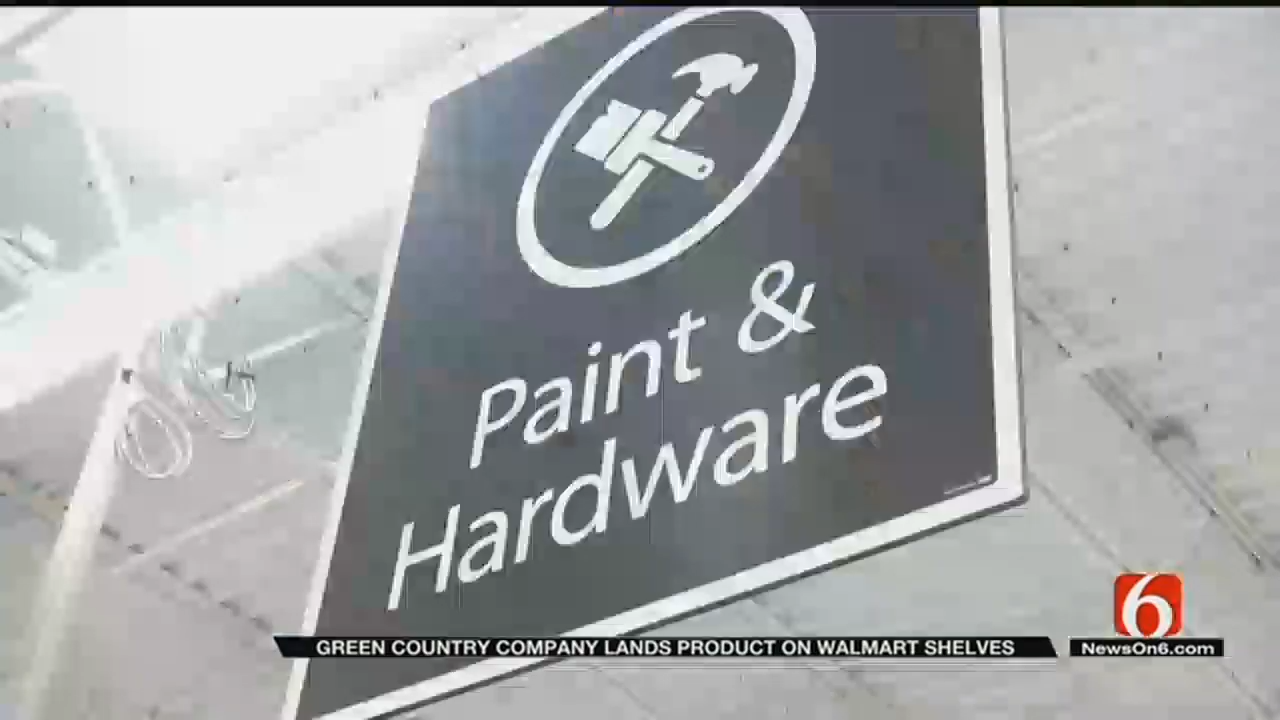 Paint &
Hardware
GREEN COUNTRY COMPANY LANDS PRODUCT ON WALMART SHELVES
6
NewsOn6.com